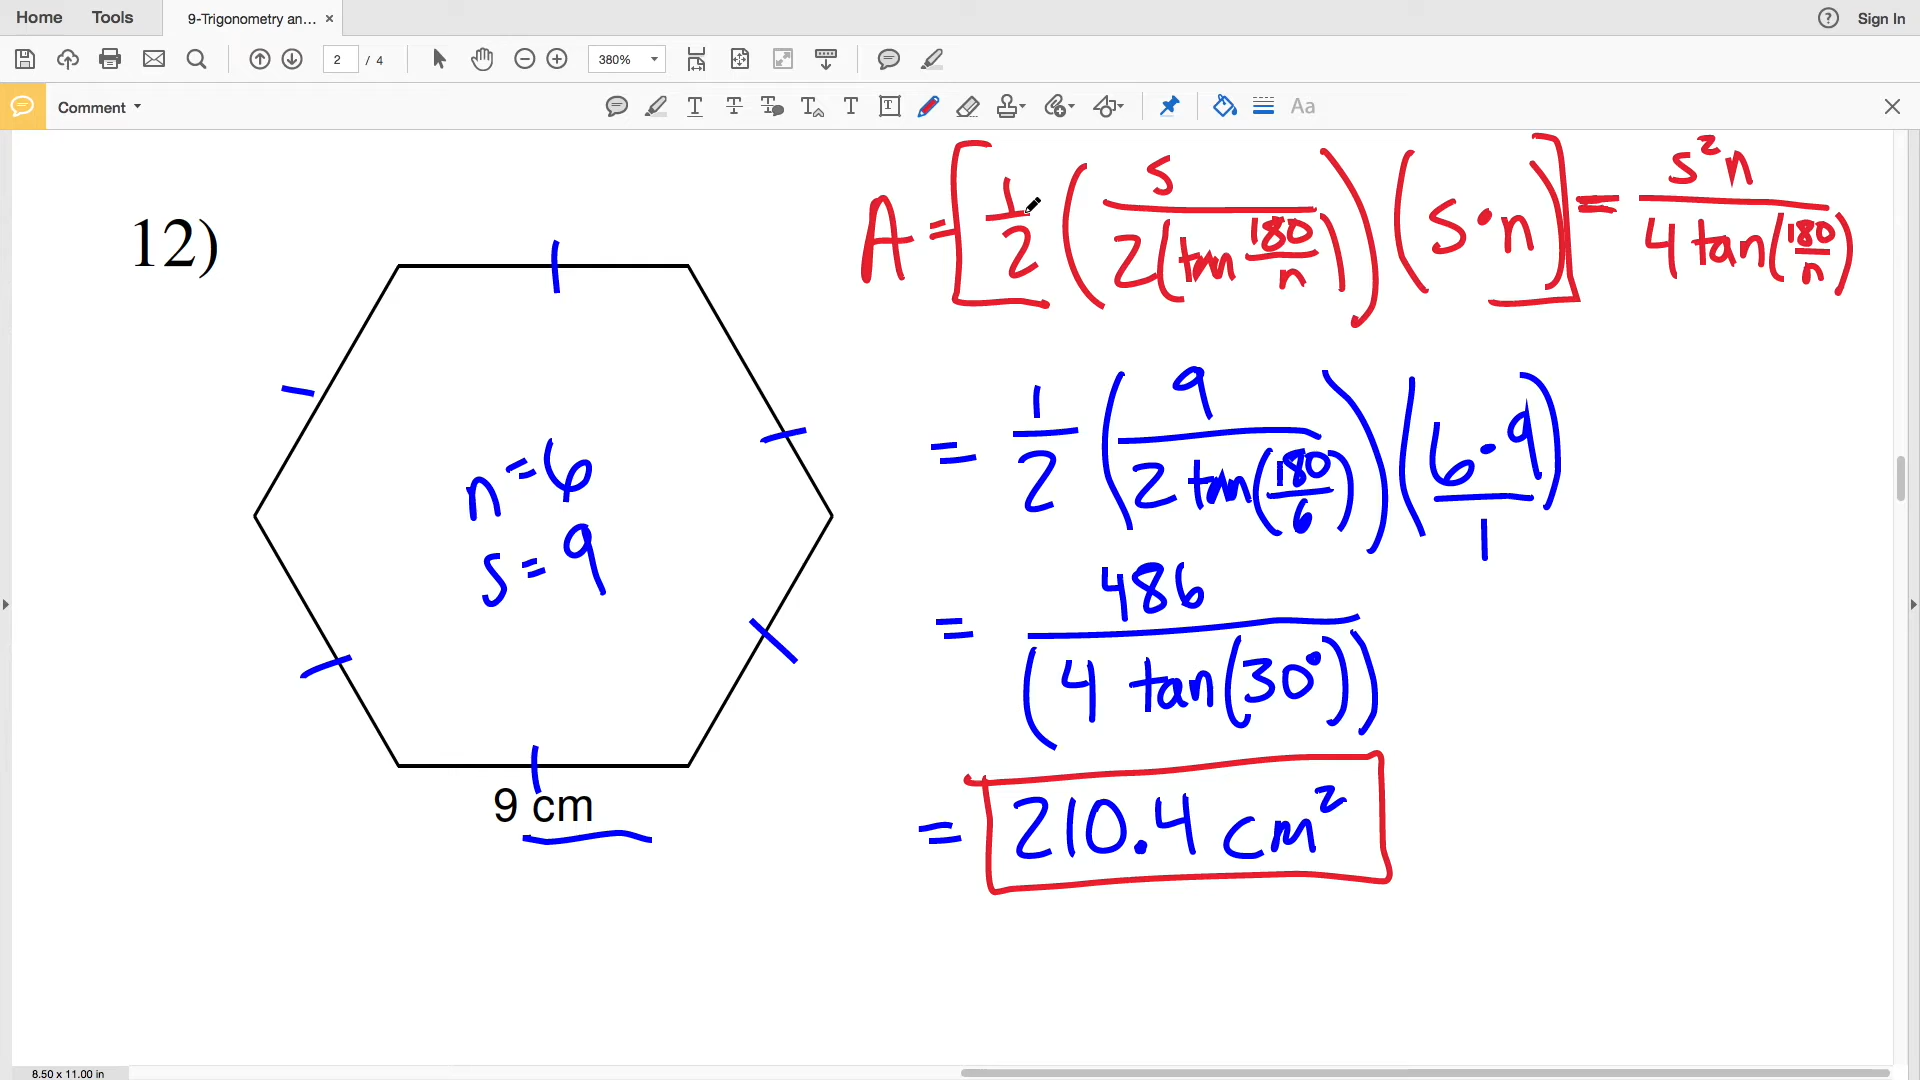 Home Tools 9-Trigonometry an... × ? Sign In
2 / 4 380%
Comment T T T T T T Aa
12)
A = [ 1/2 ( s / 2(tan 180/n) ) (s·n) ] = s²n / 4 tan(180/n)
= 1/2 ( 9 / 2 tan(180/6) ) ( 6·9 / 1 )
n=6
s=9
= 486 / (4 tan(30°))
= 210.4 cm²
9 cm
8.50 x 11.00 in